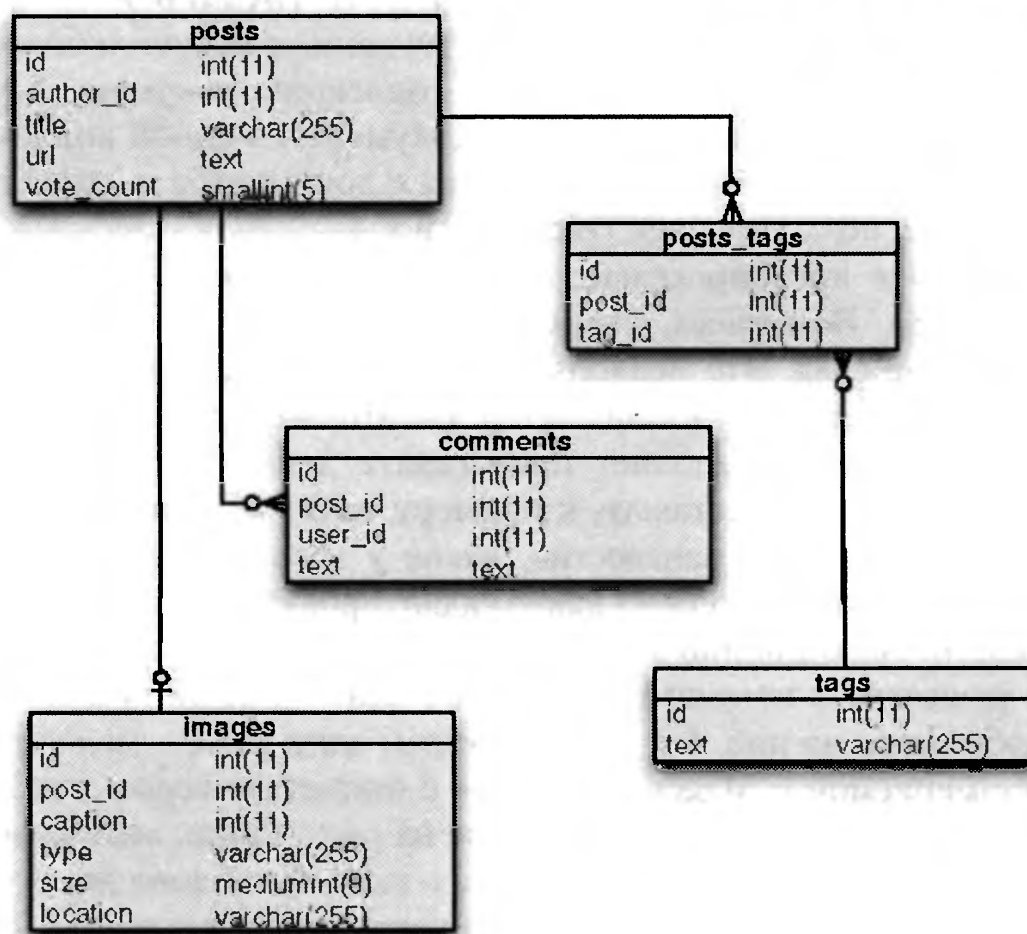 posts
id int(11)
author_id int(11)
title varchar(255)
url text
vote_count smallint(5)
posts_tags
id int(11)
post_id int(11)
tag_id int(11)
comments
id int(11)
post_id int(11)
user_id int(11)
text text
tags
id int(11)
text varchar(255)
images
id int(11)
post_id int(11)
caption int(11)
type varchar(255)
size mediumint(8)
location varchar(255)